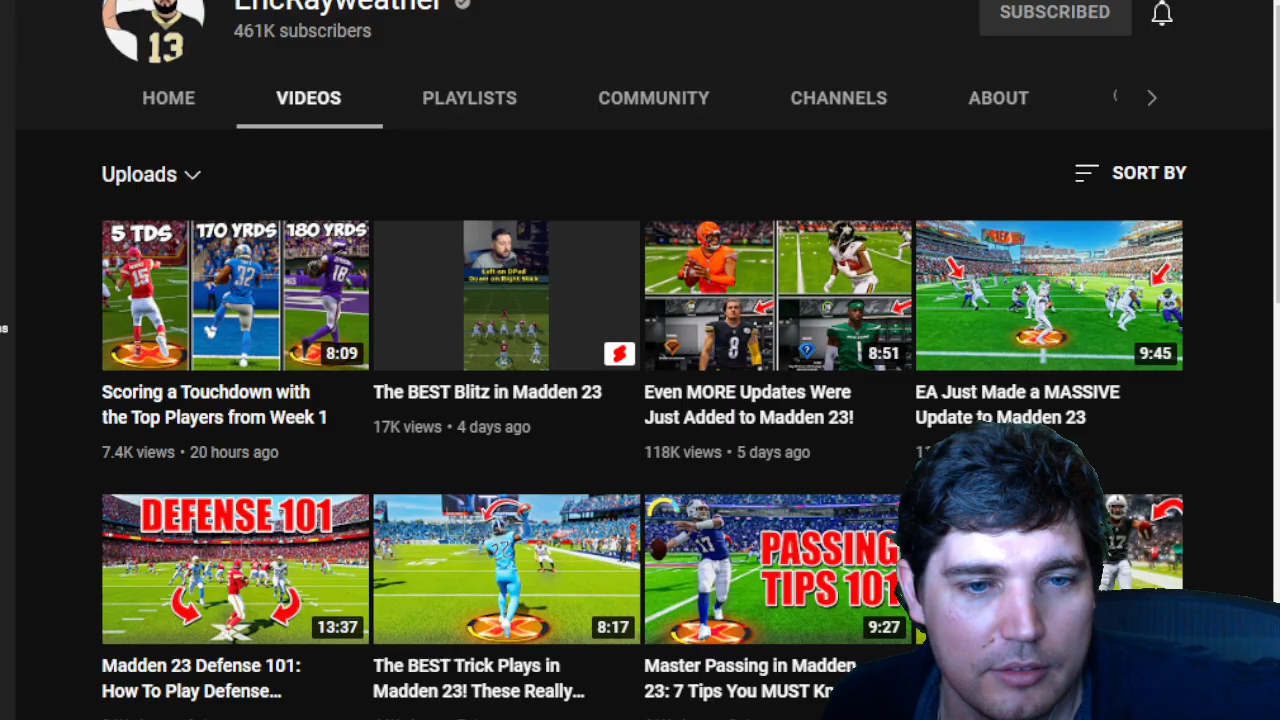 EricRayweather
461K subscribers
SUBSCRIBED
13
HOME VIDEOS PLAYLISTS COMMUNITY CHANNELS ABOUT
Uploads
SORT BY
5 TDS
170 YRDS
180 YRDS
8:09
Left on DPad
Down on Right Stick
8:51
9:45
Scoring a Touchdown with
the Top Players from Week 1
7.4K views • 20 hours ago
The BEST Blitz in Madden 23
17K views • 4 days ago
Even MORE Updates Were
Just Added to Madden 23!
118K views • 5 days ago
EA Just Made a MASSIVE
Update to Madden 23
DEFENSE 101
13:37
8:17
PASSING
TIPS 101
9:27
Madden 23 Defense 101:
How To Play Defense...
The BEST Trick Plays in
Madden 23! These Really...
Master Passing in Madden
23: 7 Tips You MUST